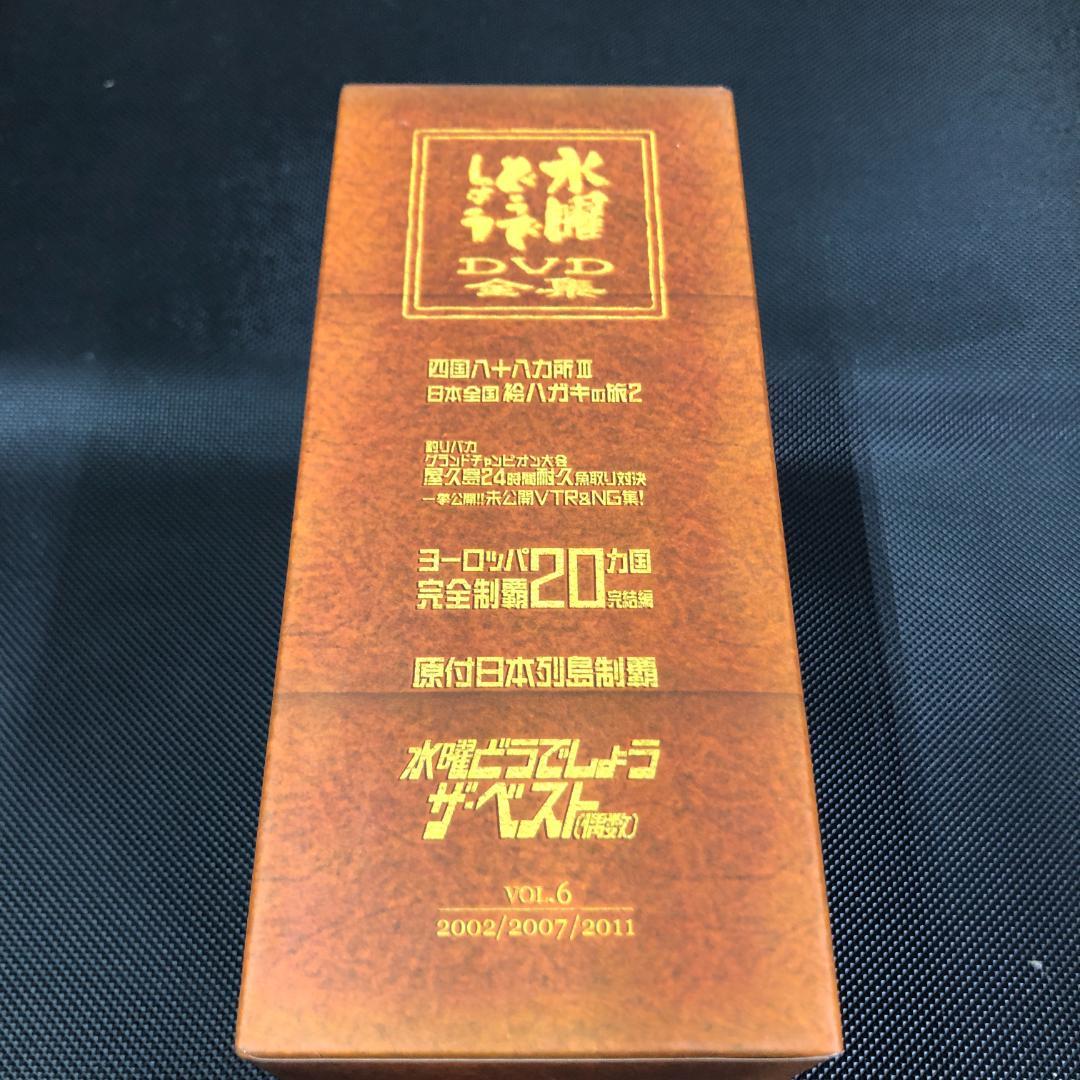 水曜
どうで
しょう
DVD
全集
四国八十八カ所Ⅲ
日本全国 絵ハガキの旅2
釣りバカ
グランドチャンピオン大会
屋久島24時間耐久魚取り対決
一挙公開!!未公開VTR&NG集!
ヨーロッパ20カ国
完全制覇 完結編
原付日本列島制覇
水曜どうでしょう
ザ・ベスト(偶数)
VOL.6
2002/2007/2011